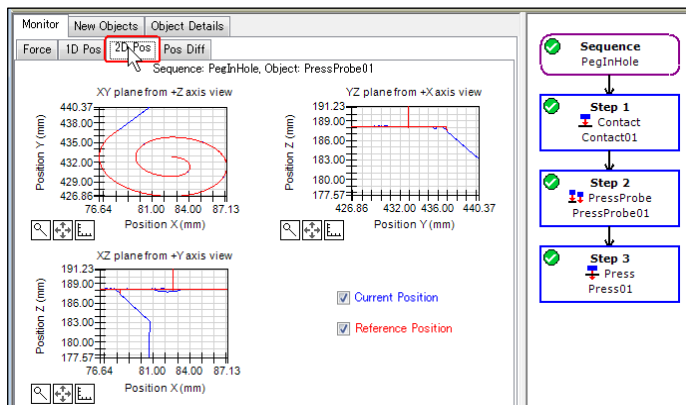 Monitor New Objects Object Details
Force 1D Pos 2D Pos Pos Diff
Sequence: PegInHole, Object: PressProbe01
XY plane from +Z axis view
Position Y (mm)
440.37
438.00
435.00
432.00
429.00
426.86
76.64 81.00 84.00 87.13
Position X (mm)
YZ plane from +X axis view
Position Z (mm)
191.23
189.00
186.00
183.00
180.00
177.57
426.86 432.00 436.00 440.37
Position Y (mm)
XZ plane from +Y axis view
Position Z (mm)
191.23
189.00
186.00
183.00
180.00
177.57
76.64 81.00 84.00 87.13
Position X (mm)
Current Position
Reference Position
Sequence
PegInHole
Step 1
Contact
Contact01
Step 2
PressProbe
PressProbe01
Step 3
Press
Press01